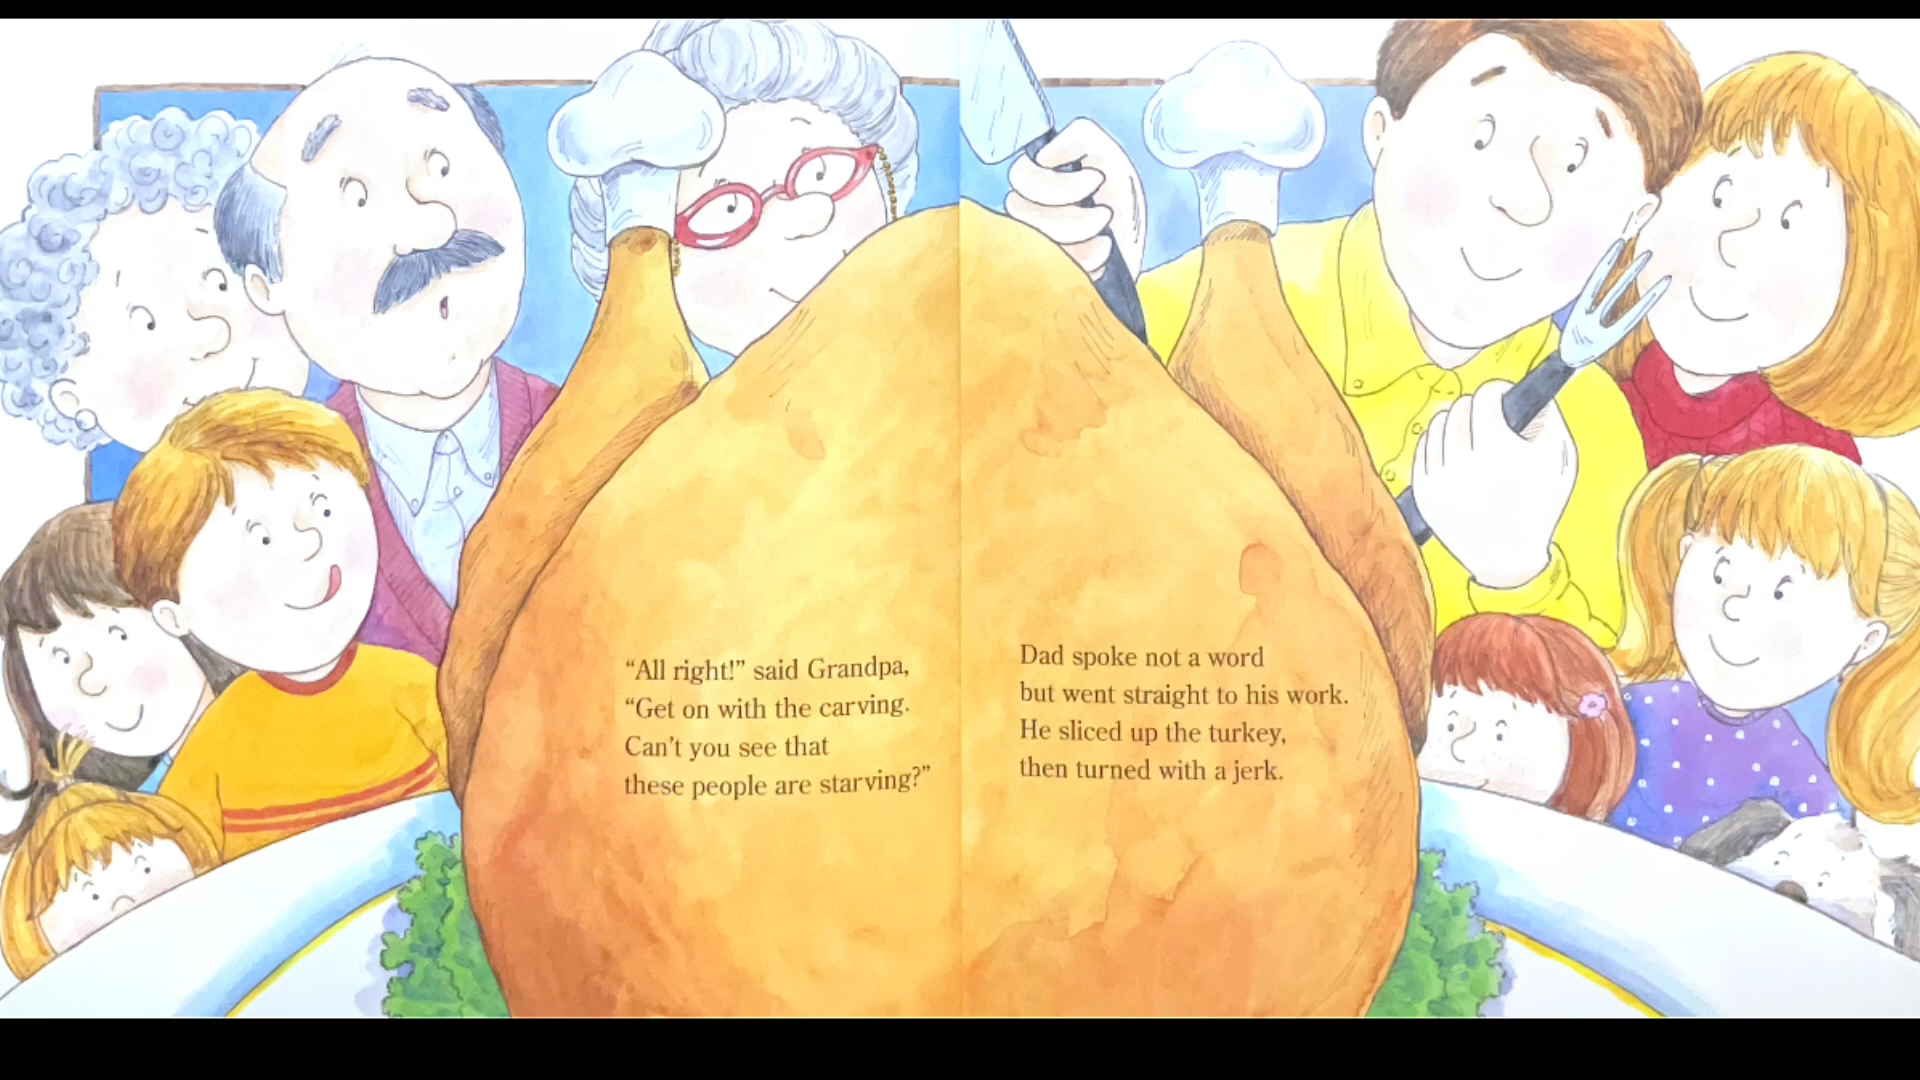 “All right!” said Grandpa,
“Get on with the carving.
Can’t you see that
these people are starving?”
Dad spoke not a word
but went straight to his work.
He sliced up the turkey,
then turned with a jerk.